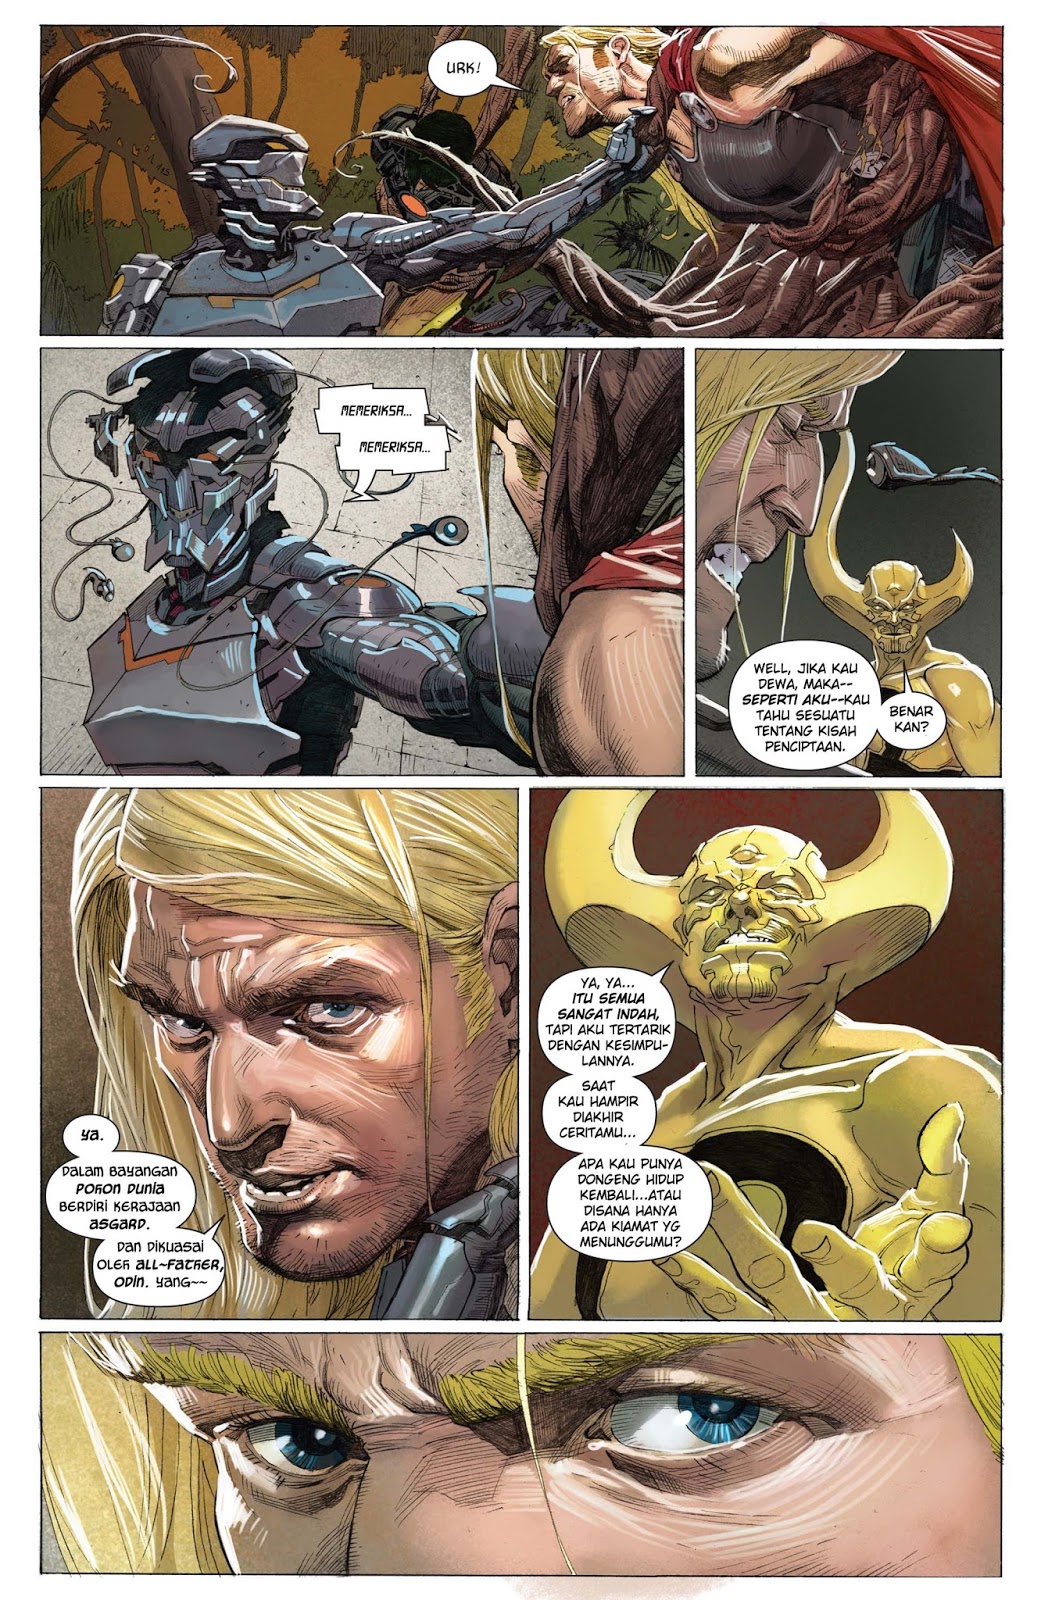 URK!
MEMERIKSA...
MEMERIKSA...
WELL, JIKA KAU
DEWA, MAKA--
SEPERTI AKU--KAU
TAHU SESUATU
TENTANG KISAH
PENCIPTAAN.
BENAR
KAN?
YA.
DALAM BAYANGAN
POHON DUNIA
BERDIRI KERAJAAN
ASGARD.
DAN DIKUASAI
OLEH ALL~FATHER,
ODIN. YANG~~
YA, YA...
ITU SEMUA
SANGAT INDAH,
TAPI AKU TERTARIK
DENGAN KESIMPU-
LANNYA.
SAAT
KAU HAMPIR
DIAKHIR
CERITAMU...
APA KAU PUNYA
DONGENG HIDUP
KEMBALI...ATAU
DISANA HANYA
ADA KIAMAT YG
MENUNGGUMU?